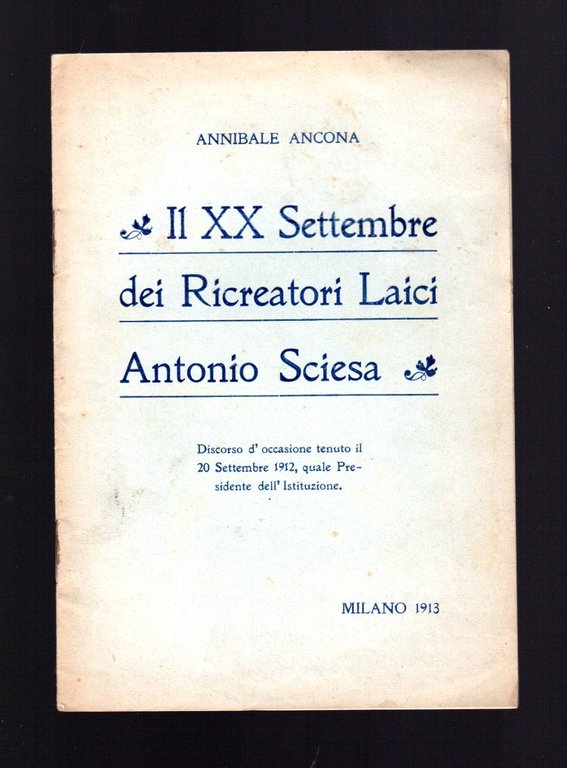 ANNIBALE ANCONA
Il XX Settembre
dei Ricreatori Laici
Antonio Sciesa
Discorso d' occasione tenuto il
20 Settembre 1912, quale Pre-
sidente dell' Istituzione.
MILANO 1913